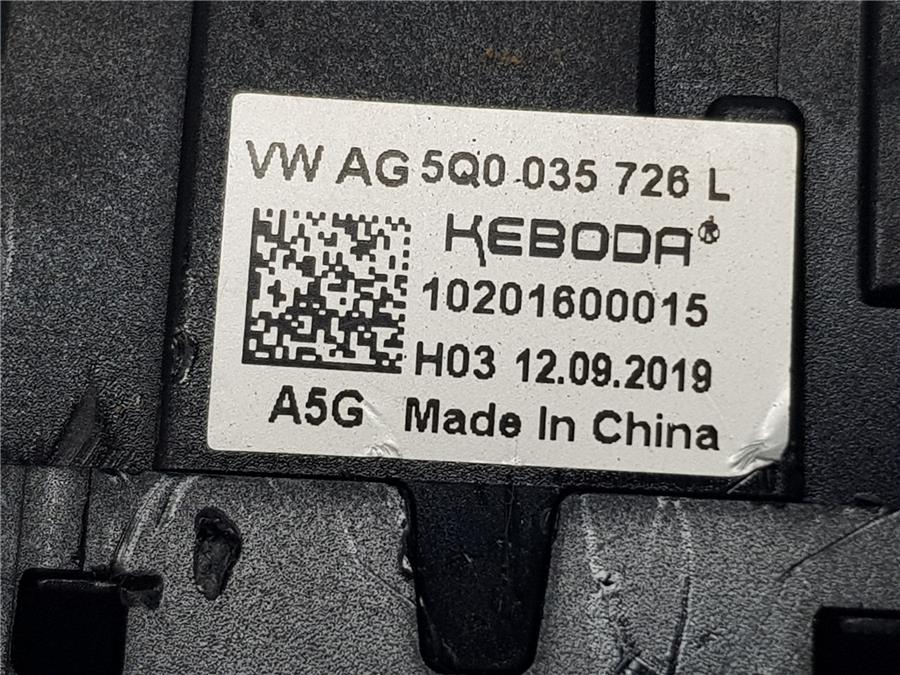 VW AG 5Q0 035 726 L
KEBODA®
10201600015
H03 12.09.2019
A5G Made In China